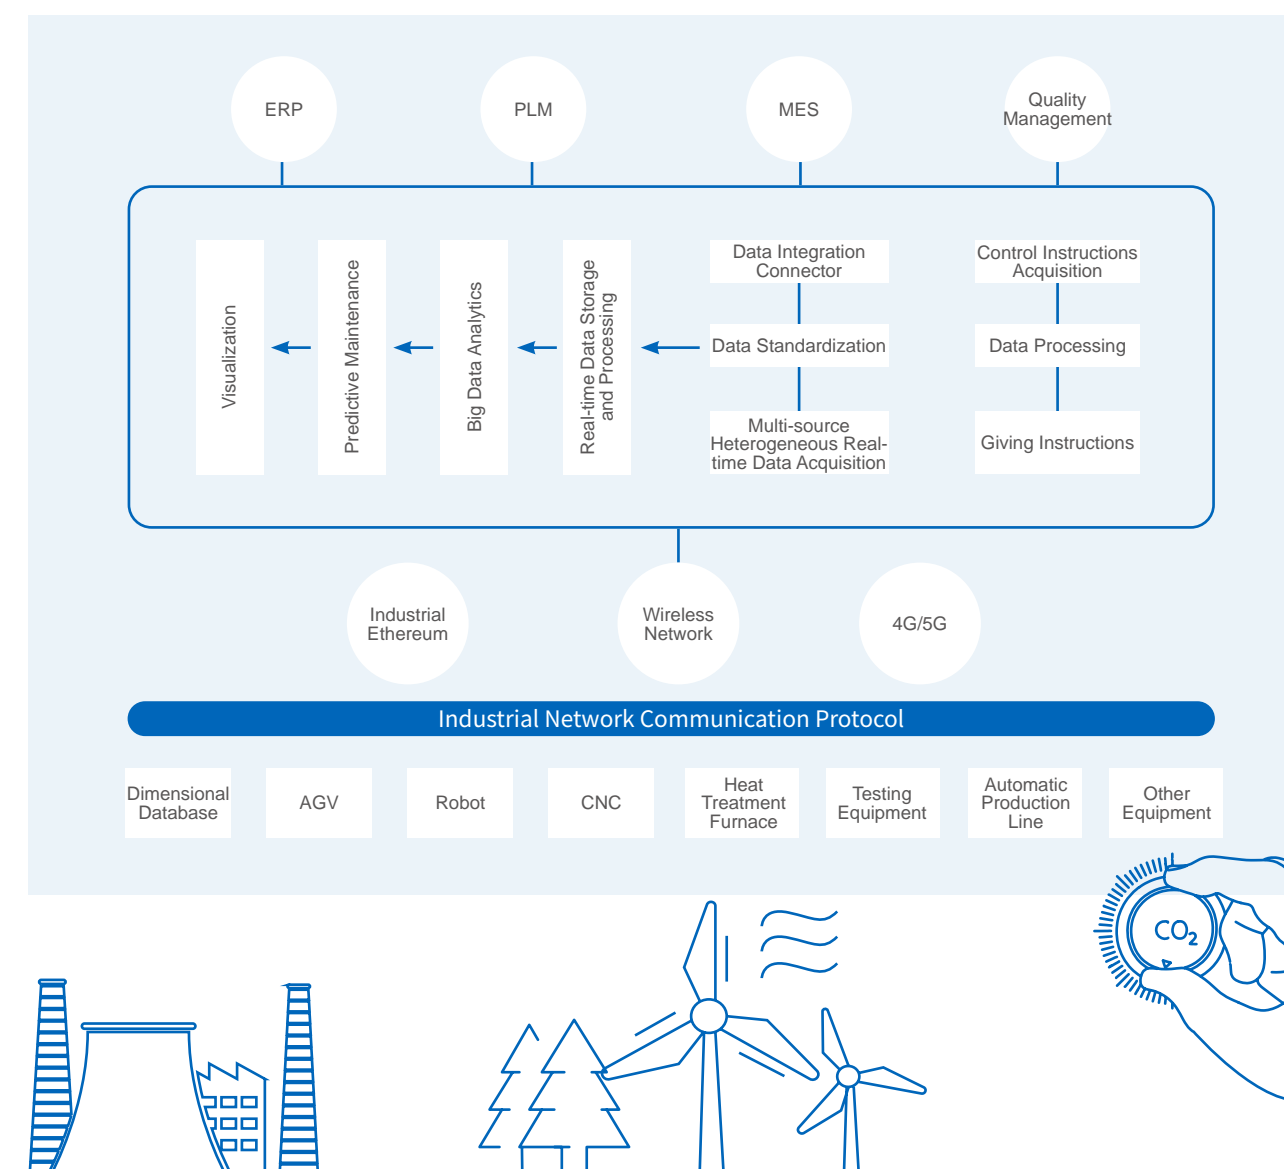 ERP
PLM
MES
Quality
Management
Visualization
Predictive Maintenance
Big Data Analytics
Real-time Data Storage
and Processing
Data Integration
Connector
Data Standardization
Multi-source
Heterogeneous Real-
time Data Acquisition
Control Instructions
Acquisition
Data Processing
Giving Instructions
Industrial
Ethereum
Wireless
Network
4G/5G
Industrial Network Communication Protocol
Dimensional
Database
AGV
Robot
CNC
Heat
Treatment
Furnace
Testing
Equipment
Automatic
Production
Line
Other
Equipment
CO₂